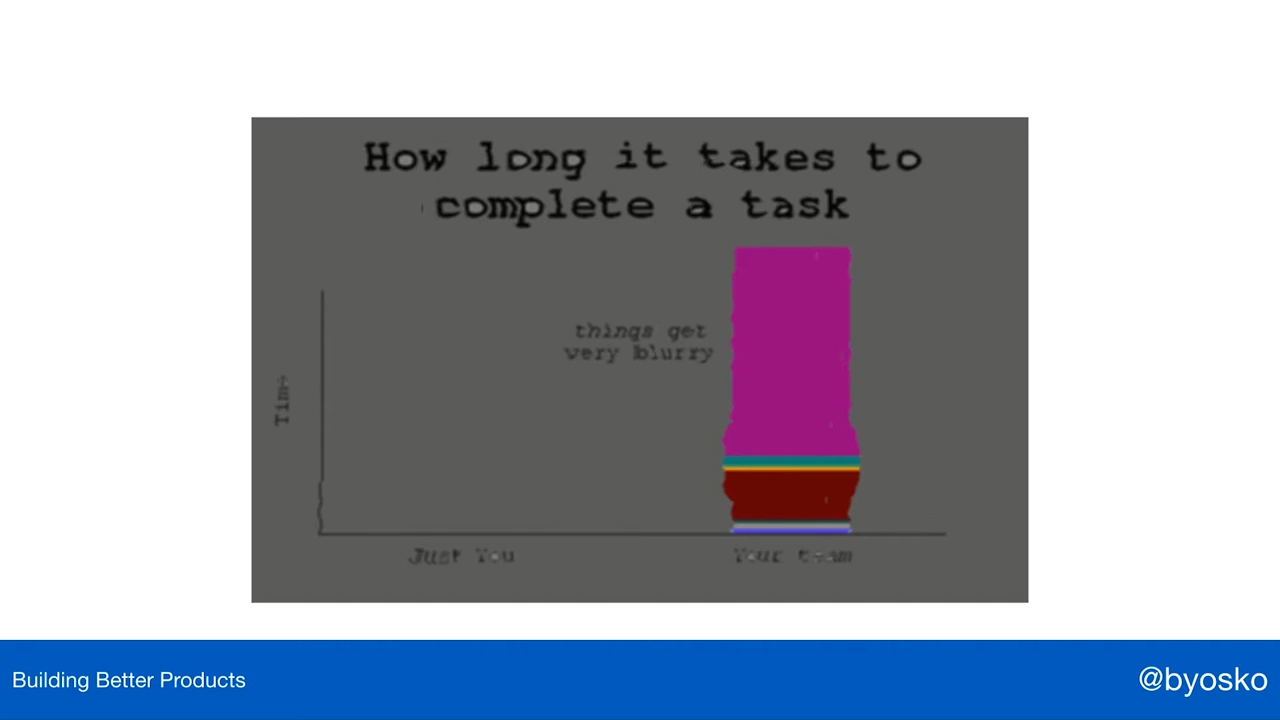 How long it takes to
complete a task
things get
very blurry
Time
Just You
Your team
Building Better Products
@byosko